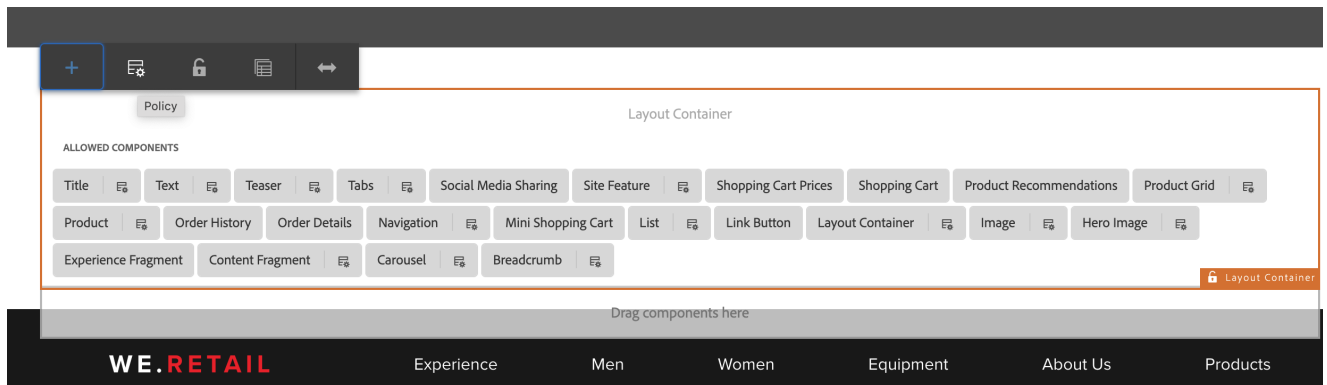 Policy
Layout Container
ALLOWED COMPONENTS
Title Text Teaser Tabs Social Media Sharing Site Feature Shopping Cart Prices Shopping Cart Product Recommendations Product Grid
Product Order History Order Details Navigation Mini Shopping Cart List Link Button Layout Container Image Hero Image
Experience Fragment Content Fragment Carousel Breadcrumb
Layout Container
Drag components here
WE.RETAIL Experience Men Women Equipment About Us Products